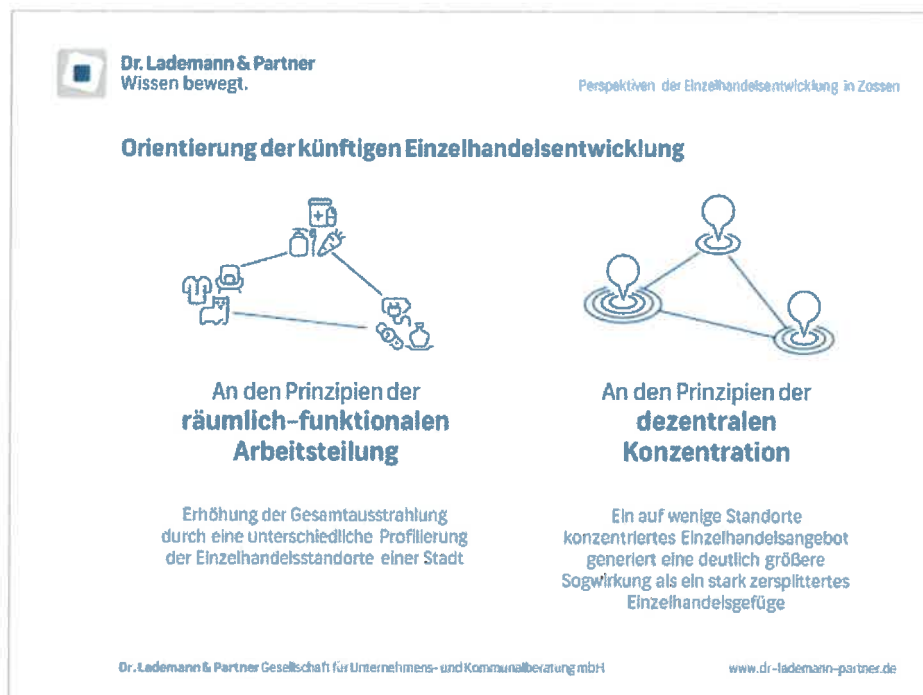 Dr. Lademann & Partner
Wissen bewegt.
Perspektiven der Einzelhandelsentwicklung in Zossen
Orientierung der künftigen Einzelhandelsentwicklung
An den Prinzipien der
räumlich-funktionalen
Arbeitsteilung
Erhöhung der Gesamtausstrahlung
durch eine unterschiedliche Profilierung
der Einzelhandelsstandorte einer Stadt
An den Prinzipien der
dezentralen
Konzentration
Ein auf wenige Standorte
konzentriertes Einzelhandelsangebot
generiert eine deutlich größere
Sogwirkung als ein stark zersplittertes
Einzelhandelsgefüge
Dr. Lademann & Partner Gesellschaft für Unternehmens- und Kommunalberatung mbH
www.dr-lademann-partner.de